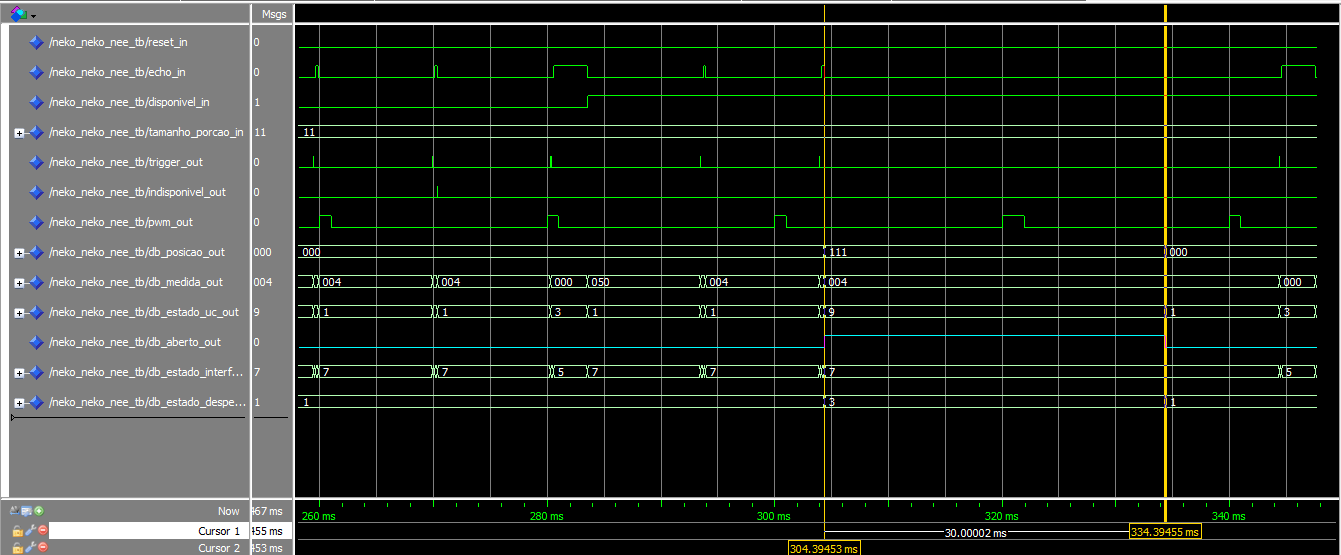 Msgs
/neko_neko_nee_tb/reset_in 0
/neko_neko_nee_tb/echo_in 0
/neko_neko_nee_tb/disponivel_in 1
/neko_neko_nee_tb/tamanho_porcao_in 11 11
/neko_neko_nee_tb/trigger_out 0
/neko_neko_nee_tb/indisponivel_out 0
/neko_neko_nee_tb/pwm_out 0
/neko_neko_nee_tb/db_posicao_out 000 000 111 000
/neko_neko_nee_tb/db_medida_out 004 004 004 000 050 004 004 000
/neko_neko_nee_tb/db_estado_uc_out 9 1 1 3 1 1 9 1 3
/neko_neko_nee_tb/db_aberto_out 0
/neko_neko_nee_tb/db_estado_interf... 7 7 7 5 7 7 7 5
/neko_neko_nee_tb/db_estado_despe... 1 1 3 1
Now 467 ms 260 ms 280 ms 300 ms 320 ms 340 ms
Cursor 1 455 ms 30.00002 ms 334.39455 ms
Cursor 2 453 ms 304.39453 ms